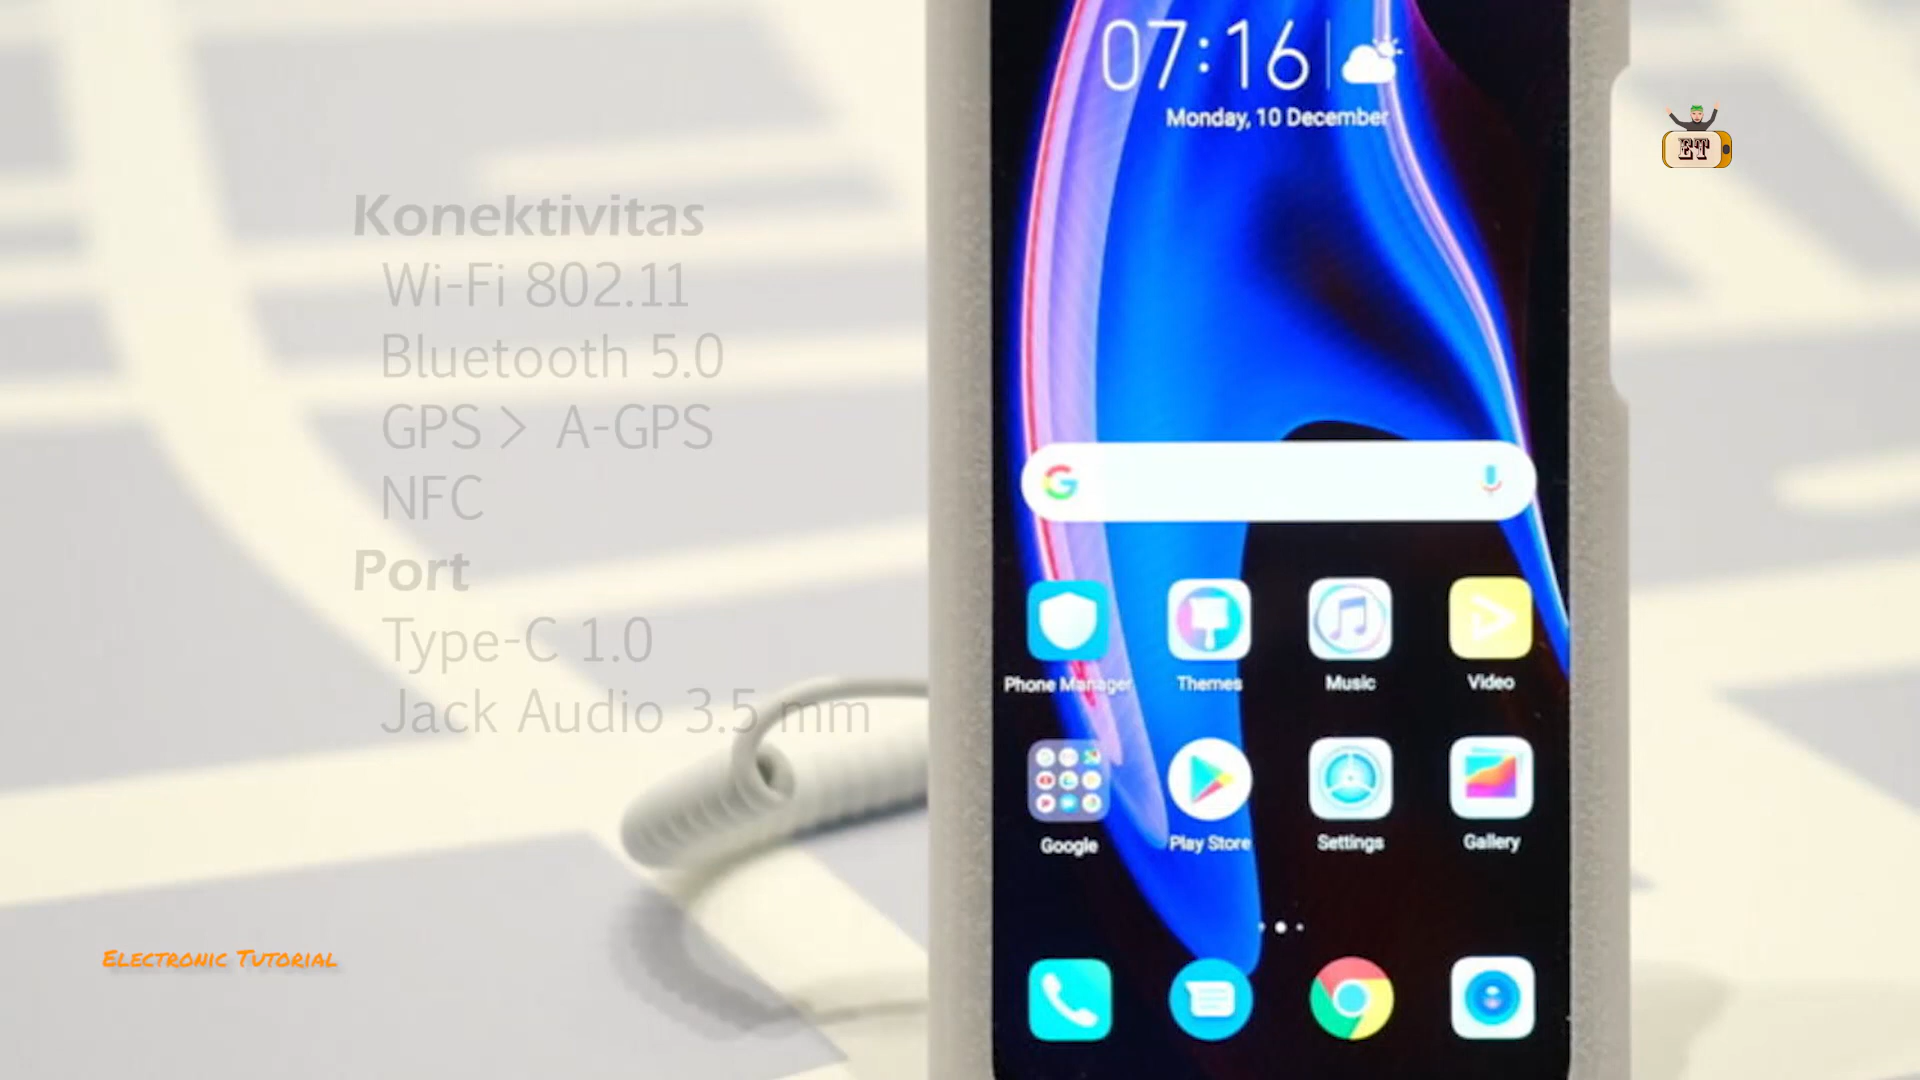 07:16
Monday, 10 December
ET
Konektivitas
Wi-Fi 802.11
Bluetooth 5.0
GPS > A-GPS
NFC
Port
Type-C 1.0
Jack Audio 3.5 mm
Phone Manager
Themes
Music
Video
Google
Play Store
Settings
Gallery
Electronic Tutorial